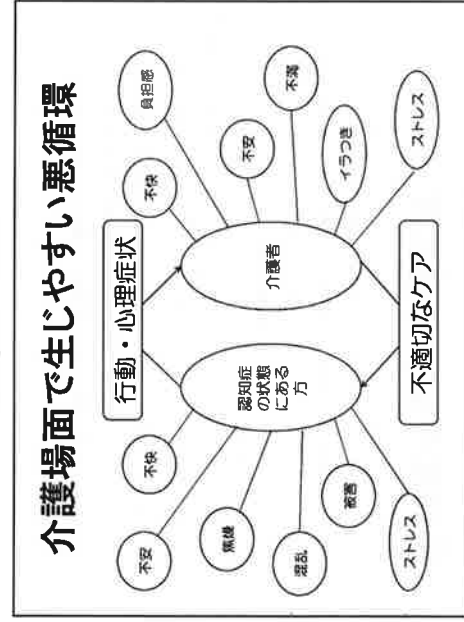 介護場面で生じやすい悪循環
行動・心理症状
不快
不安
焦燥
混乱
被害
ストレス
認知症
の状態
にある
方
介護者
不快
負担感
不安
不満
イラつき
ストレス
不適切なケア